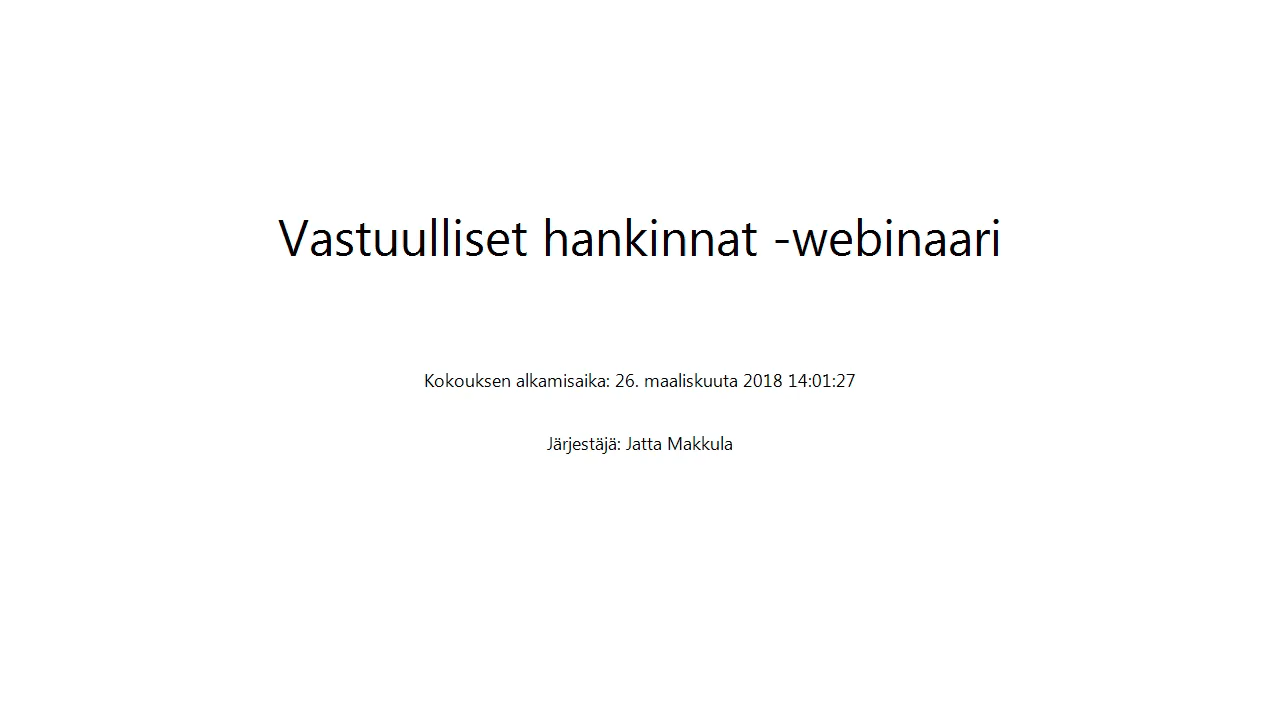 Vastuulliset hankinnat -webinaari
Kokouksen alkamisaika: 26. maaliskuuta 2018 14:01:27
Järjestäjä: Jatta Makkula